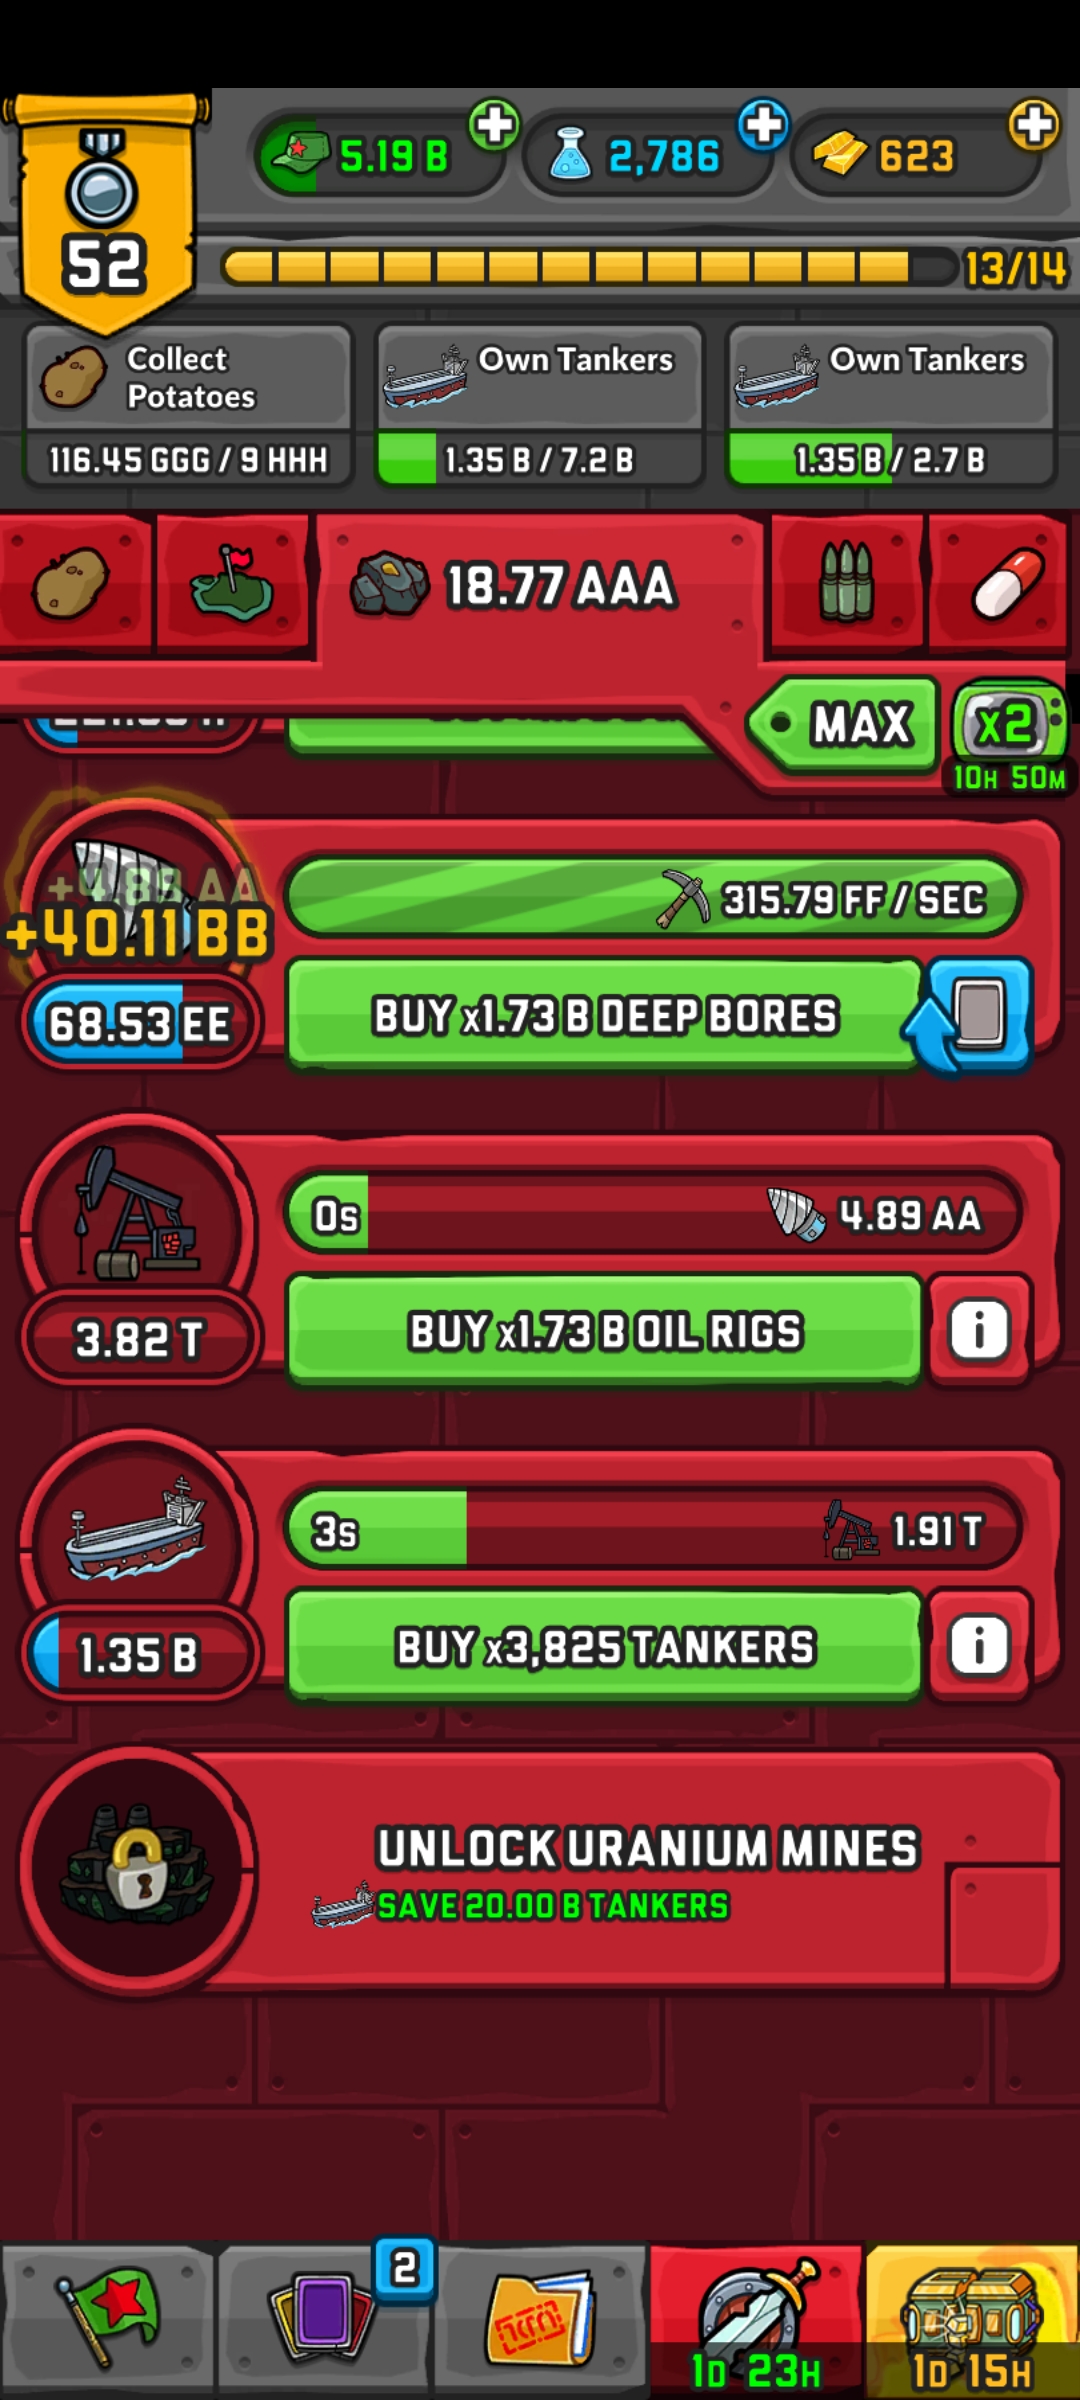 5.19 B
2,786
623
52
13/14
Collect
Potatoes
116.45 GGG / 9 HHH
Own Tankers
1.35 B / 7.2 B
Own Tankers
1.35 B / 2.7 B
18.77 AAA
MAX
X2
10H 50M
+4.89 AA
+40.11 BB
315.79 FF / SEC
68.53 EE
BUY x1.73 B DEEP BORES
0s
4.89 AA
3.82 T
BUY x1.73 B OIL RIGS
i
3s
1.91 T
1.35 B
BUY x3,825 TANKERS
i
UNLOCK URANIUM MINES
SAVE 20.00 B TANKERS
2
1D 23H
1D 15H